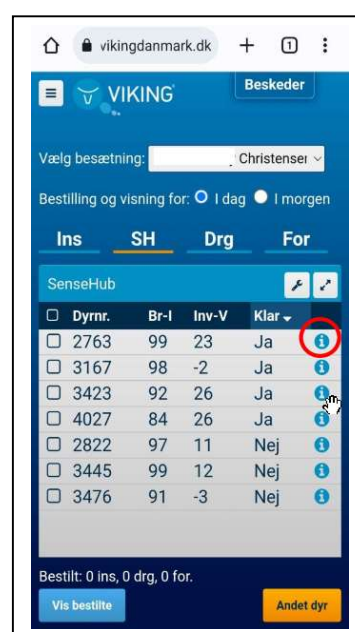 vikingdanmark.dk
1
VIKING
Beskeder
Vælg besætning: Christensen
Bestilling og visning for: I dag I morgen
Ins SH Drg For
SenseHub
Dyrnr. Br-I Inv-V Klar
2763 99 23 Ja
3167 98 -2 Ja
3423 92 26 Ja
4027 84 26 Ja
2822 97 11 Nej
3445 99 12 Nej
3476 91 -3 Nej
Bestilt: 0 ins, 0 drg, 0 for.
Vis bestilte Andet dyr